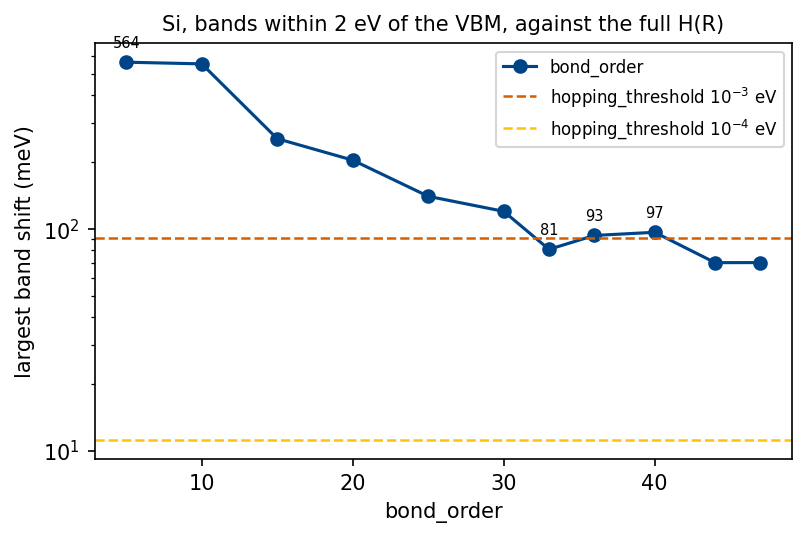 Si, bands within 2 eV of the VBM, against the full H(R)
564
bond_order
hopping_threshold 10⁻³ eV
hopping_threshold 10⁻⁴ eV
largest band shift (meV)
10²
10¹
81
93
97
10
20
30
40
bond_order